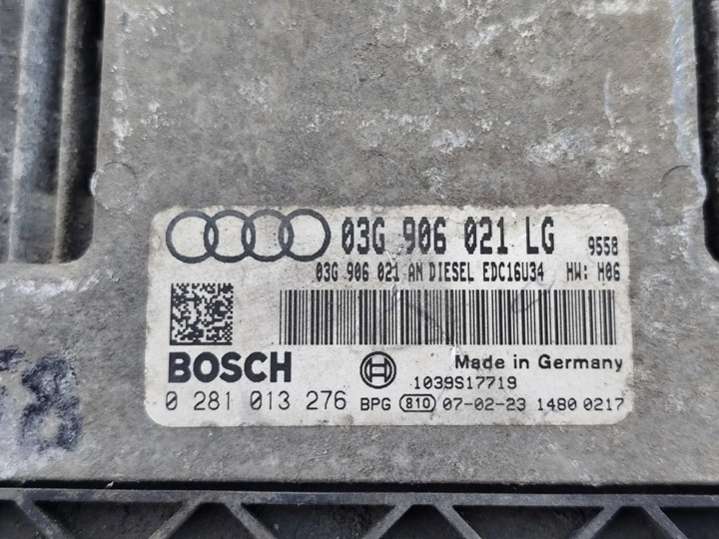 03G 906 021 LG 9558
03G 906 021 AN DIESEL EDC16U34 HW: H06
BOSCH Made in Germany
1039S17719
0 281 013 276 BPG 810 07-02-23 1480 0217